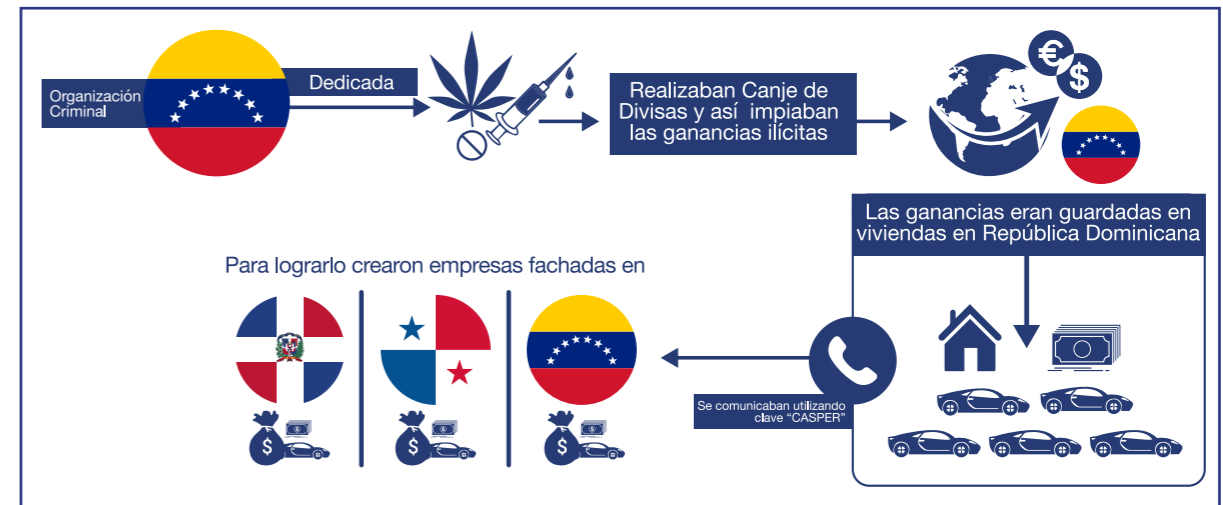 Organización
Criminal
Dedicada
Realizaban Canje de
Divisas y así impiaban
las ganancias ilícitas
€
$
Las ganancias eran guardadas en
viviendas en República Dominicana
Se comunicaban utilizando
clave “CASPER”
Para lograrlo crearon empresas fachadas en
$
$
$